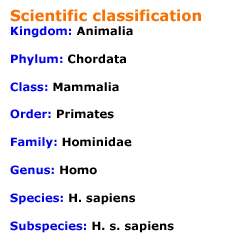 Scientific classification
Kingdom: Animalia
Phylum: Chordata
Class: Mammalia
Order: Primates
Family: Hominidae
Genus: Homo
Species: H. sapiens
Subspecies: H. s. sapiens